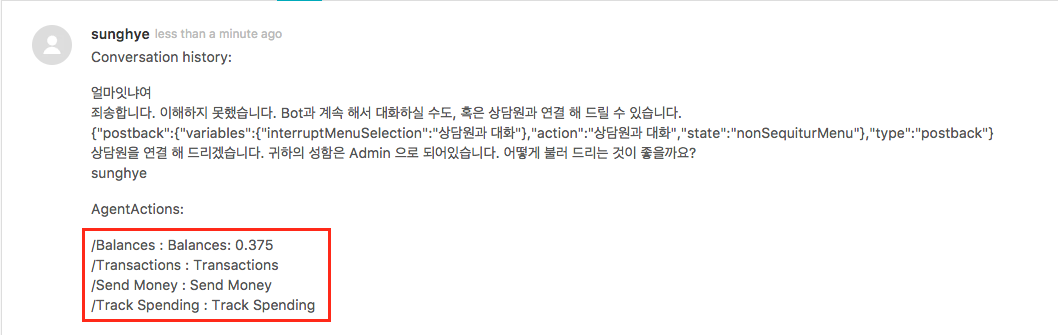 sunghye less than a minute ago
Conversation history:
얼마잇냐여
죄송합니다. 이해하지 못했습니다. Bot과 계속 해서 대화하실 수도, 혹은 상담원과 연결 해 드릴 수 있습니다.
{"postback":{"variables":{"interruptMenuSelection":"상담원과 대화"},"action":"상담원과 대화","state":"nonSequiturMenu"},"type":"postback"}
상담원을 연결 해 드리겠습니다. 귀하의 성함은 Admin 으로 되어있습니다. 어떻게 불러 드리는 것이 좋을까요?
sunghye
AgentActions:
/Balances : Balances: 0.375
/Transactions : Transactions
/Send Money : Send Money
/Track Spending : Track Spending